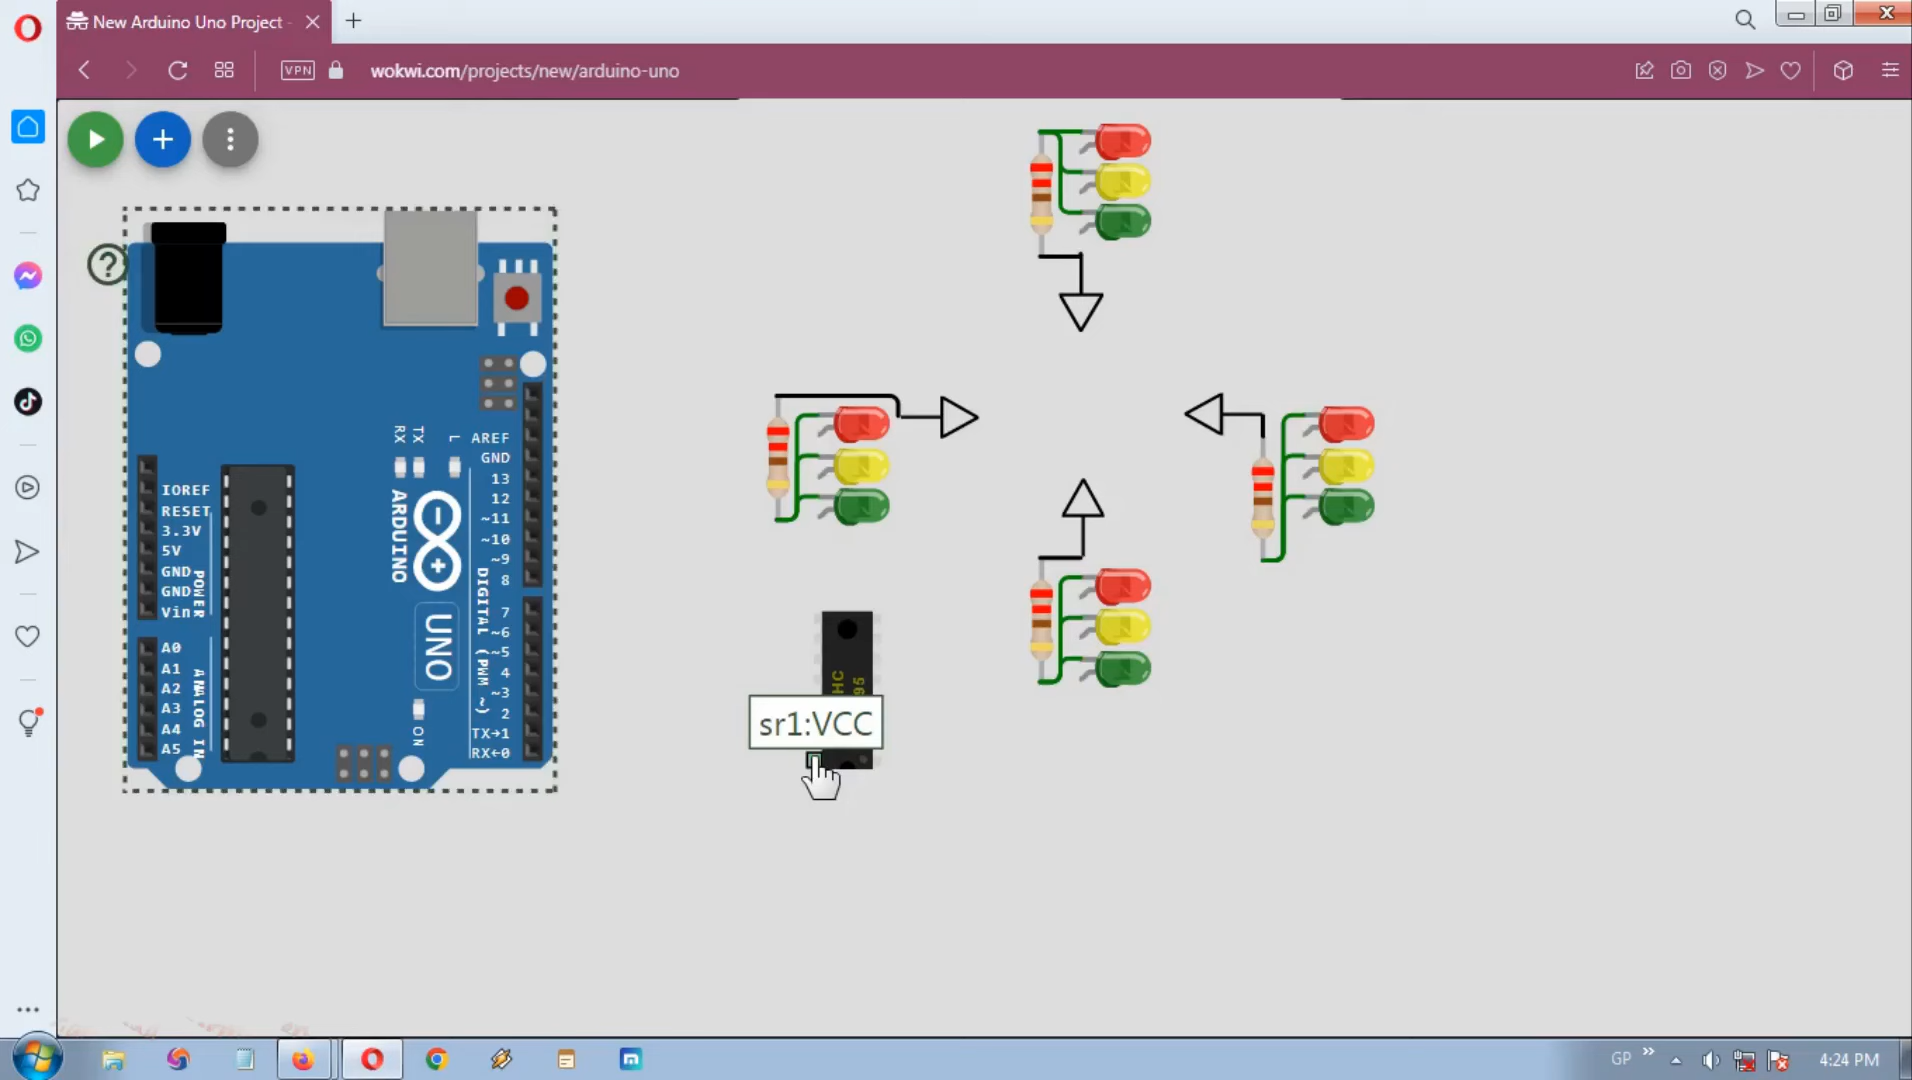 New Arduino Uno Project -
VPN
wokwi.com/projects/new/arduino-uno
?
RX
TX
L
AREF
GND
13
12
~11
~10
~9
8
7
~6
~5
4
~3
2
TX→1
RX←0
DIGITAL (PWM ~)
ARDUINO
UNO
ON
IOREF
RESET
3.3V
5V
GND
GND
Vin
POWER
A0
A1
A2
A3
A4
A5
ANALOG IN
HC
95
sr1:VCC
GP
4:24 PM